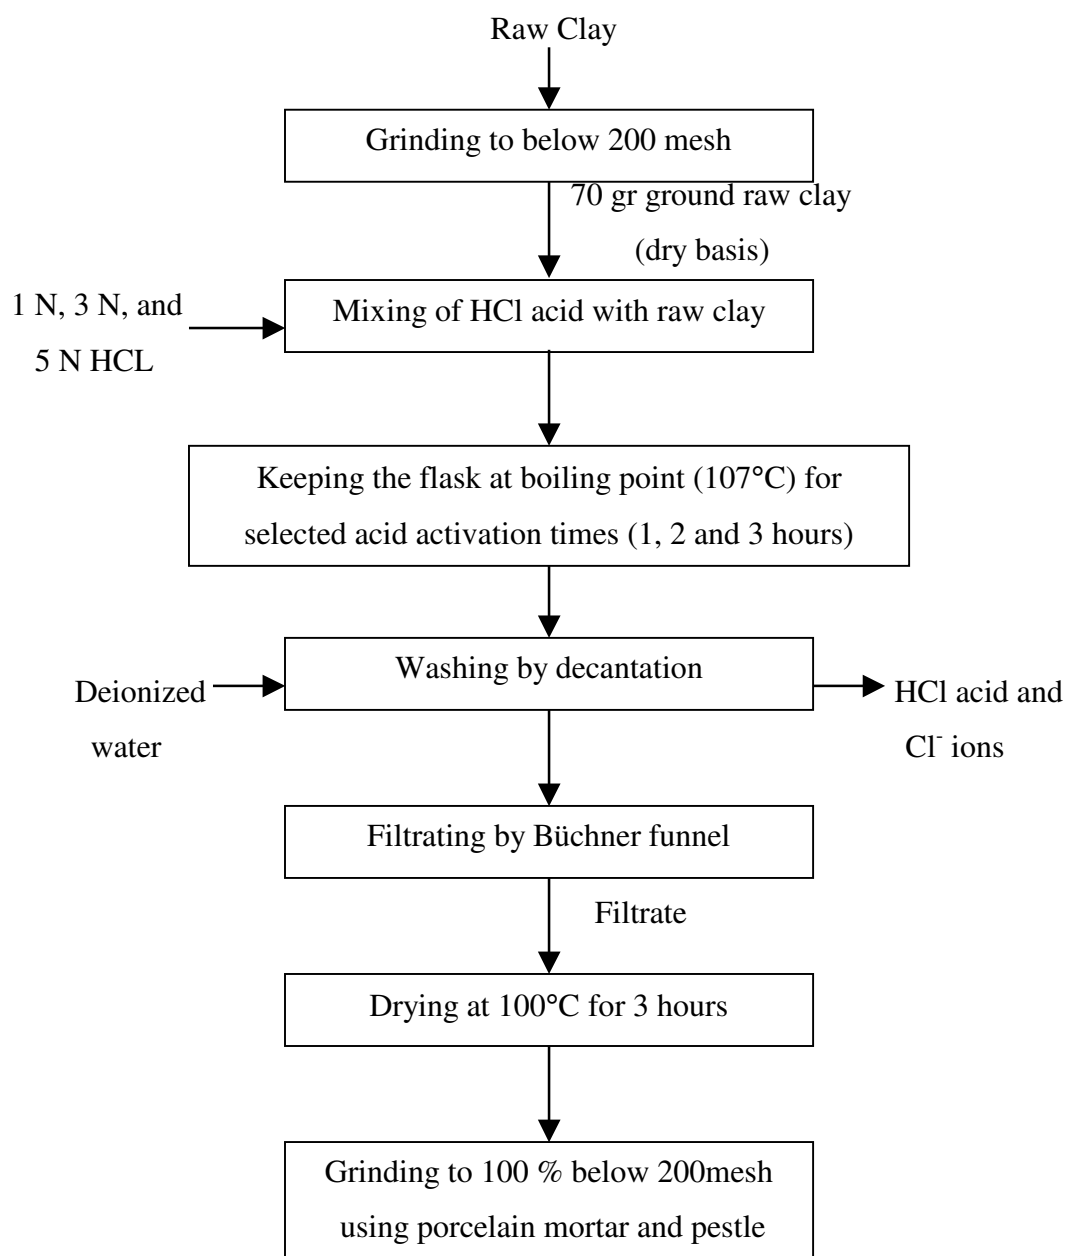 Raw Clay
Grinding to below 200 mesh
70 gr ground raw clay
(dry basis)
1 N, 3 N, and
5 N HCL
Mixing of HCl acid with raw clay
Keeping the flask at boiling point (107°C) for
selected acid activation times (1, 2 and 3 hours)
Washing by decantation
Deionized
water
HCl acid and
Cl⁻ ions
Filtrating by Büchner funnel
Filtrate
Drying at 100°C for 3 hours
Grinding to 100 % below 200mesh
using porcelain mortar and pestle